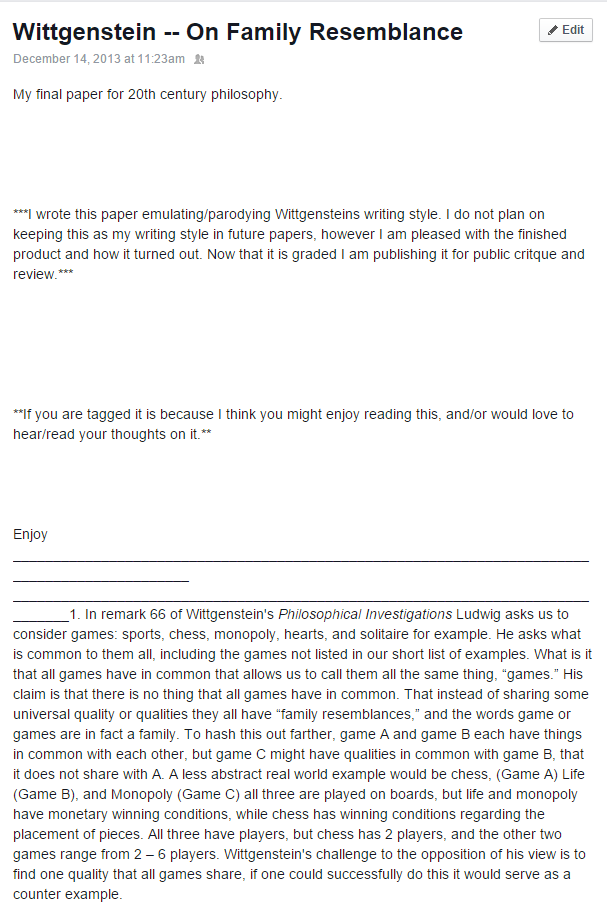 Wittgenstein -- On Family Resemblance
Edit
December 14, 2013 at 11:23am
My final paper for 20th century philosophy.
***I wrote this paper emulating/parodying Wittgensteins writing style. I do not plan on
keeping this as my writing style in future papers, however I am pleased with the finished
product and how it turned out. Now that it is graded I am publishing it for public critque and
review.***
**If you are tagged it is because I think you might enjoy reading this, and/or would love to
hear/read your thoughts on it.**
Enjoy
________________________________________________________________________
______________________
________________________________________________________________________
_______1. In remark 66 of Wittgenstein's Philosophical Investigations Ludwig asks us to
consider games: sports, chess, monopoly, hearts, and solitaire for example. He asks what
is common to them all, including the games not listed in our short list of examples. What is it
that all games have in common that allows us to call them all the same thing, “games.” His
claim is that there is no thing that all games have in common. That instead of sharing some
universal quality or qualities they all have “family resemblances,” and the words game or
games are in fact a family. To hash this out farther, game A and game B each have things
in common with each other, but game C might have qualities in common with game B, that
it does not share with A. A less abstract real world example would be chess, (Game A) Life
(Game B), and Monopoly (Game C) all three are played on boards, but life and monopoly
have monetary winning conditions, while chess has winning conditions regarding the
placement of pieces. All three have players, but chess has 2 players, and the other two
games range from 2 – 6 players. Wittgenstein's challenge to the opposition of his view is to
find one quality that all games share, if one could successfully do this it would serve as a
counter example.